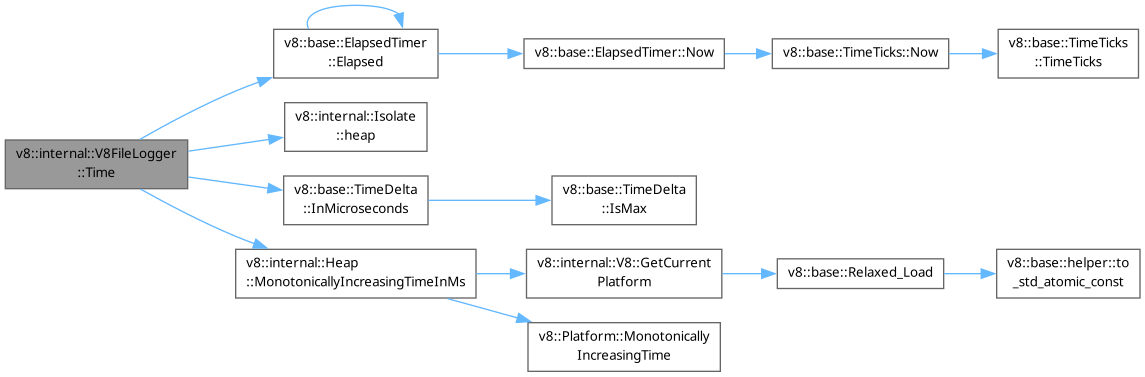 v8::internal::V8FileLogger
::Time
v8::base::ElapsedTimer
::Elapsed
v8::base::ElapsedTimer::Now
v8::base::TimeTicks::Now
v8::base::TimeTicks
::TimeTicks
v8::internal::Isolate
::heap
v8::base::TimeDelta
::InMicroseconds
v8::base::TimeDelta
::IsMax
v8::internal::Heap
::MonotonicallyIncreasingTimeInMs
v8::internal::V8::GetCurrent
Platform
v8::base::Relaxed_Load
v8::base::helper::to
_std_atomic_const
v8::Platform::Monotonically
IncreasingTime